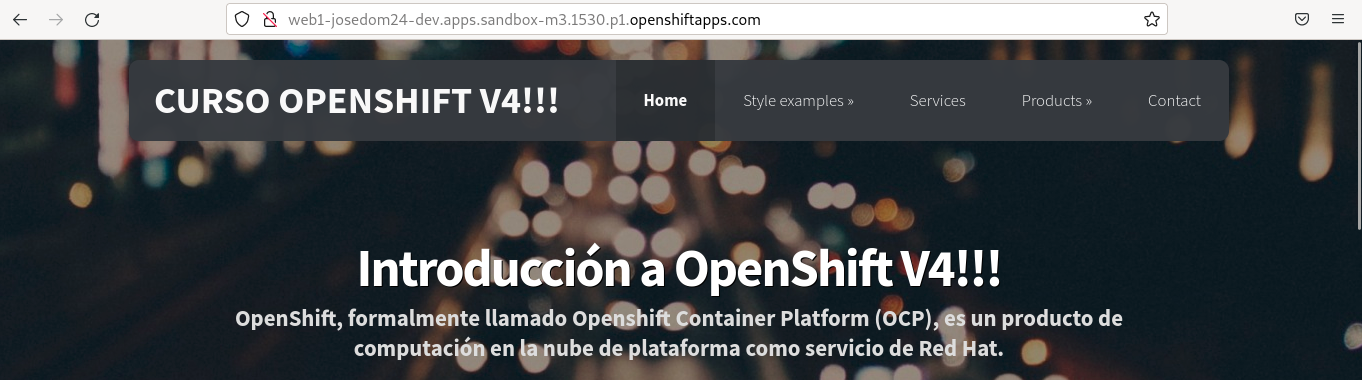 web1-josedom24-dev.apps.sandbox-m3.1530.p1.openshiftapps.com
CURSO OPENSHIFT V4!!!
Home
Style examples »
Services
Products »
Contact
Introducción a OpenShift V4!!!
OpenShift, formalmente llamado Openshift Container Platform (OCP), es un producto de
computación en la nube de plataforma como servicio de Red Hat.